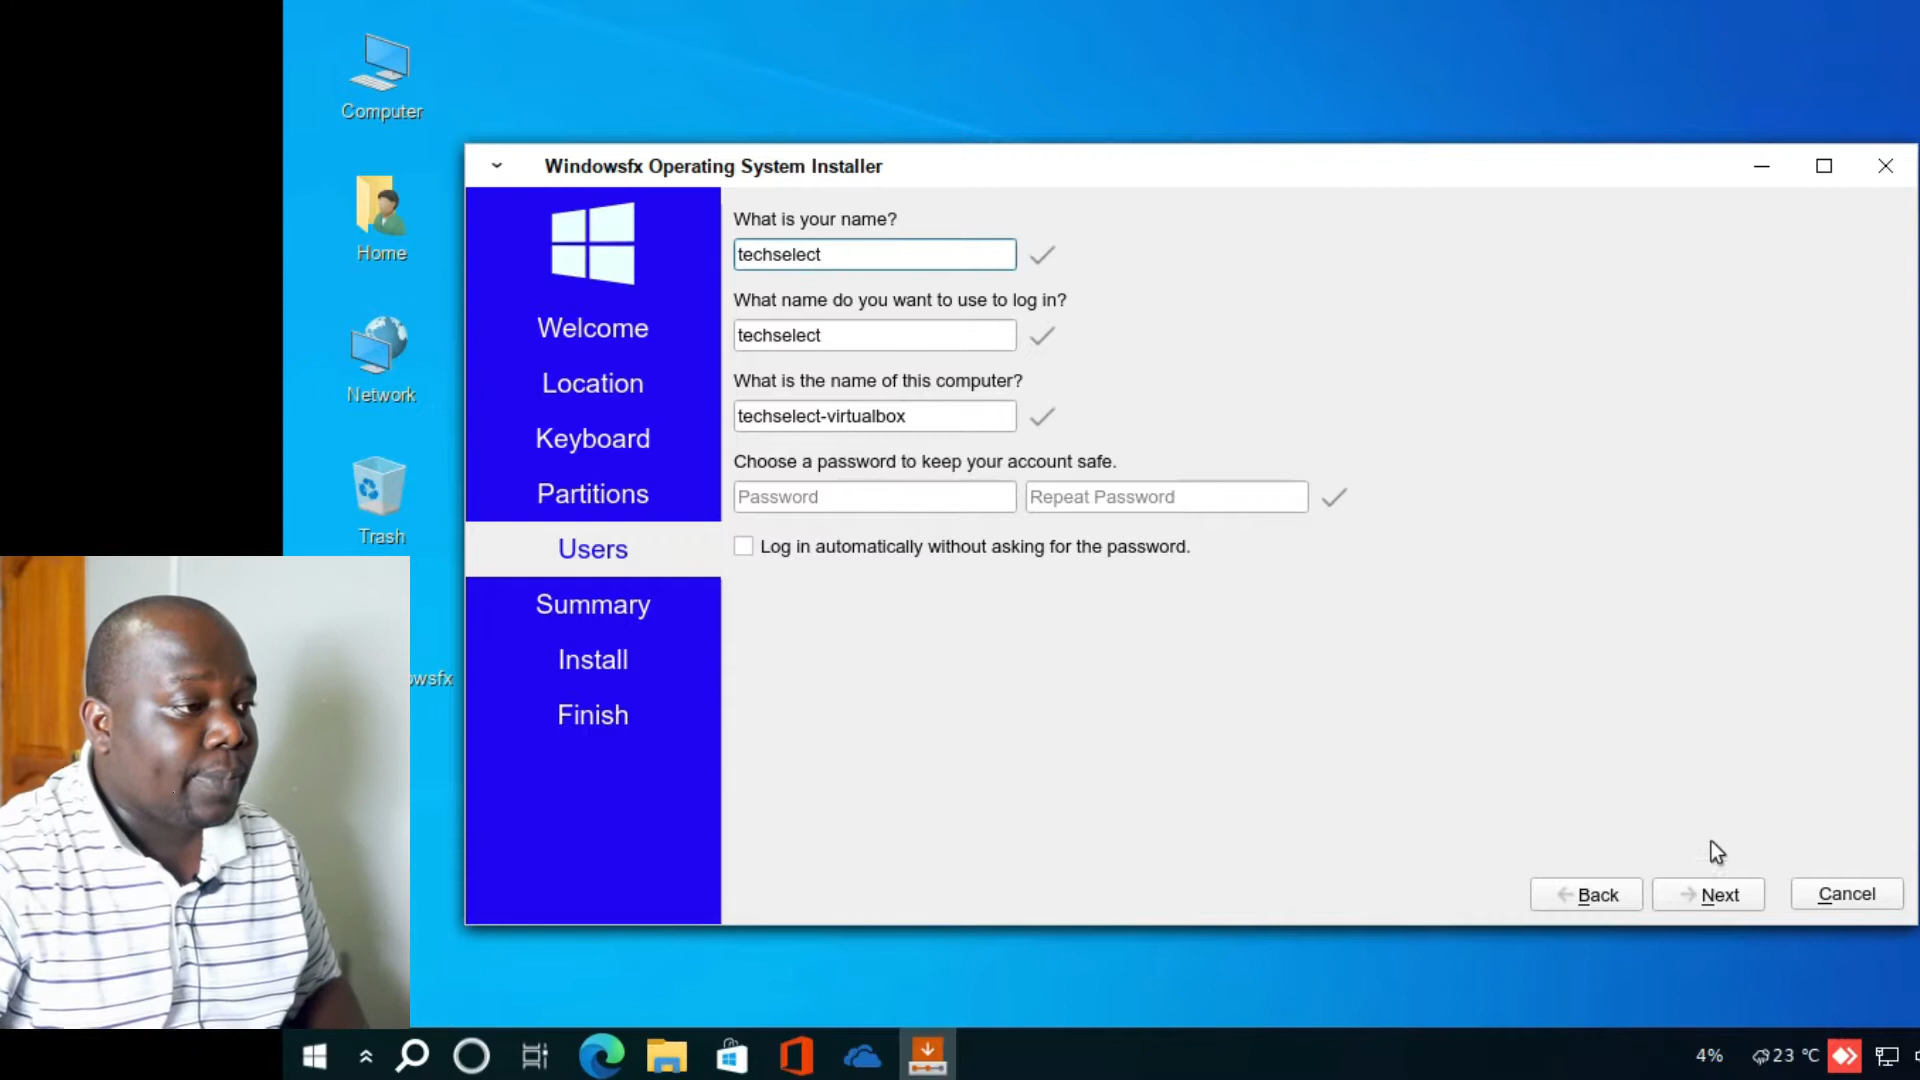 Computer
Home
Network
Trash
owsfx
Windowsfx Operating System Installer
Welcome
Location
Keyboard
Partitions
Users
Summary
Install
Finish
What is your name?
techselect
What name do you want to use to log in?
techselect
What is the name of this computer?
techselect-virtualbox
Choose a password to keep your account safe.
Password
Repeat Password
Log in automatically without asking for the password.
Back
Next
Cancel
4%
23 °C